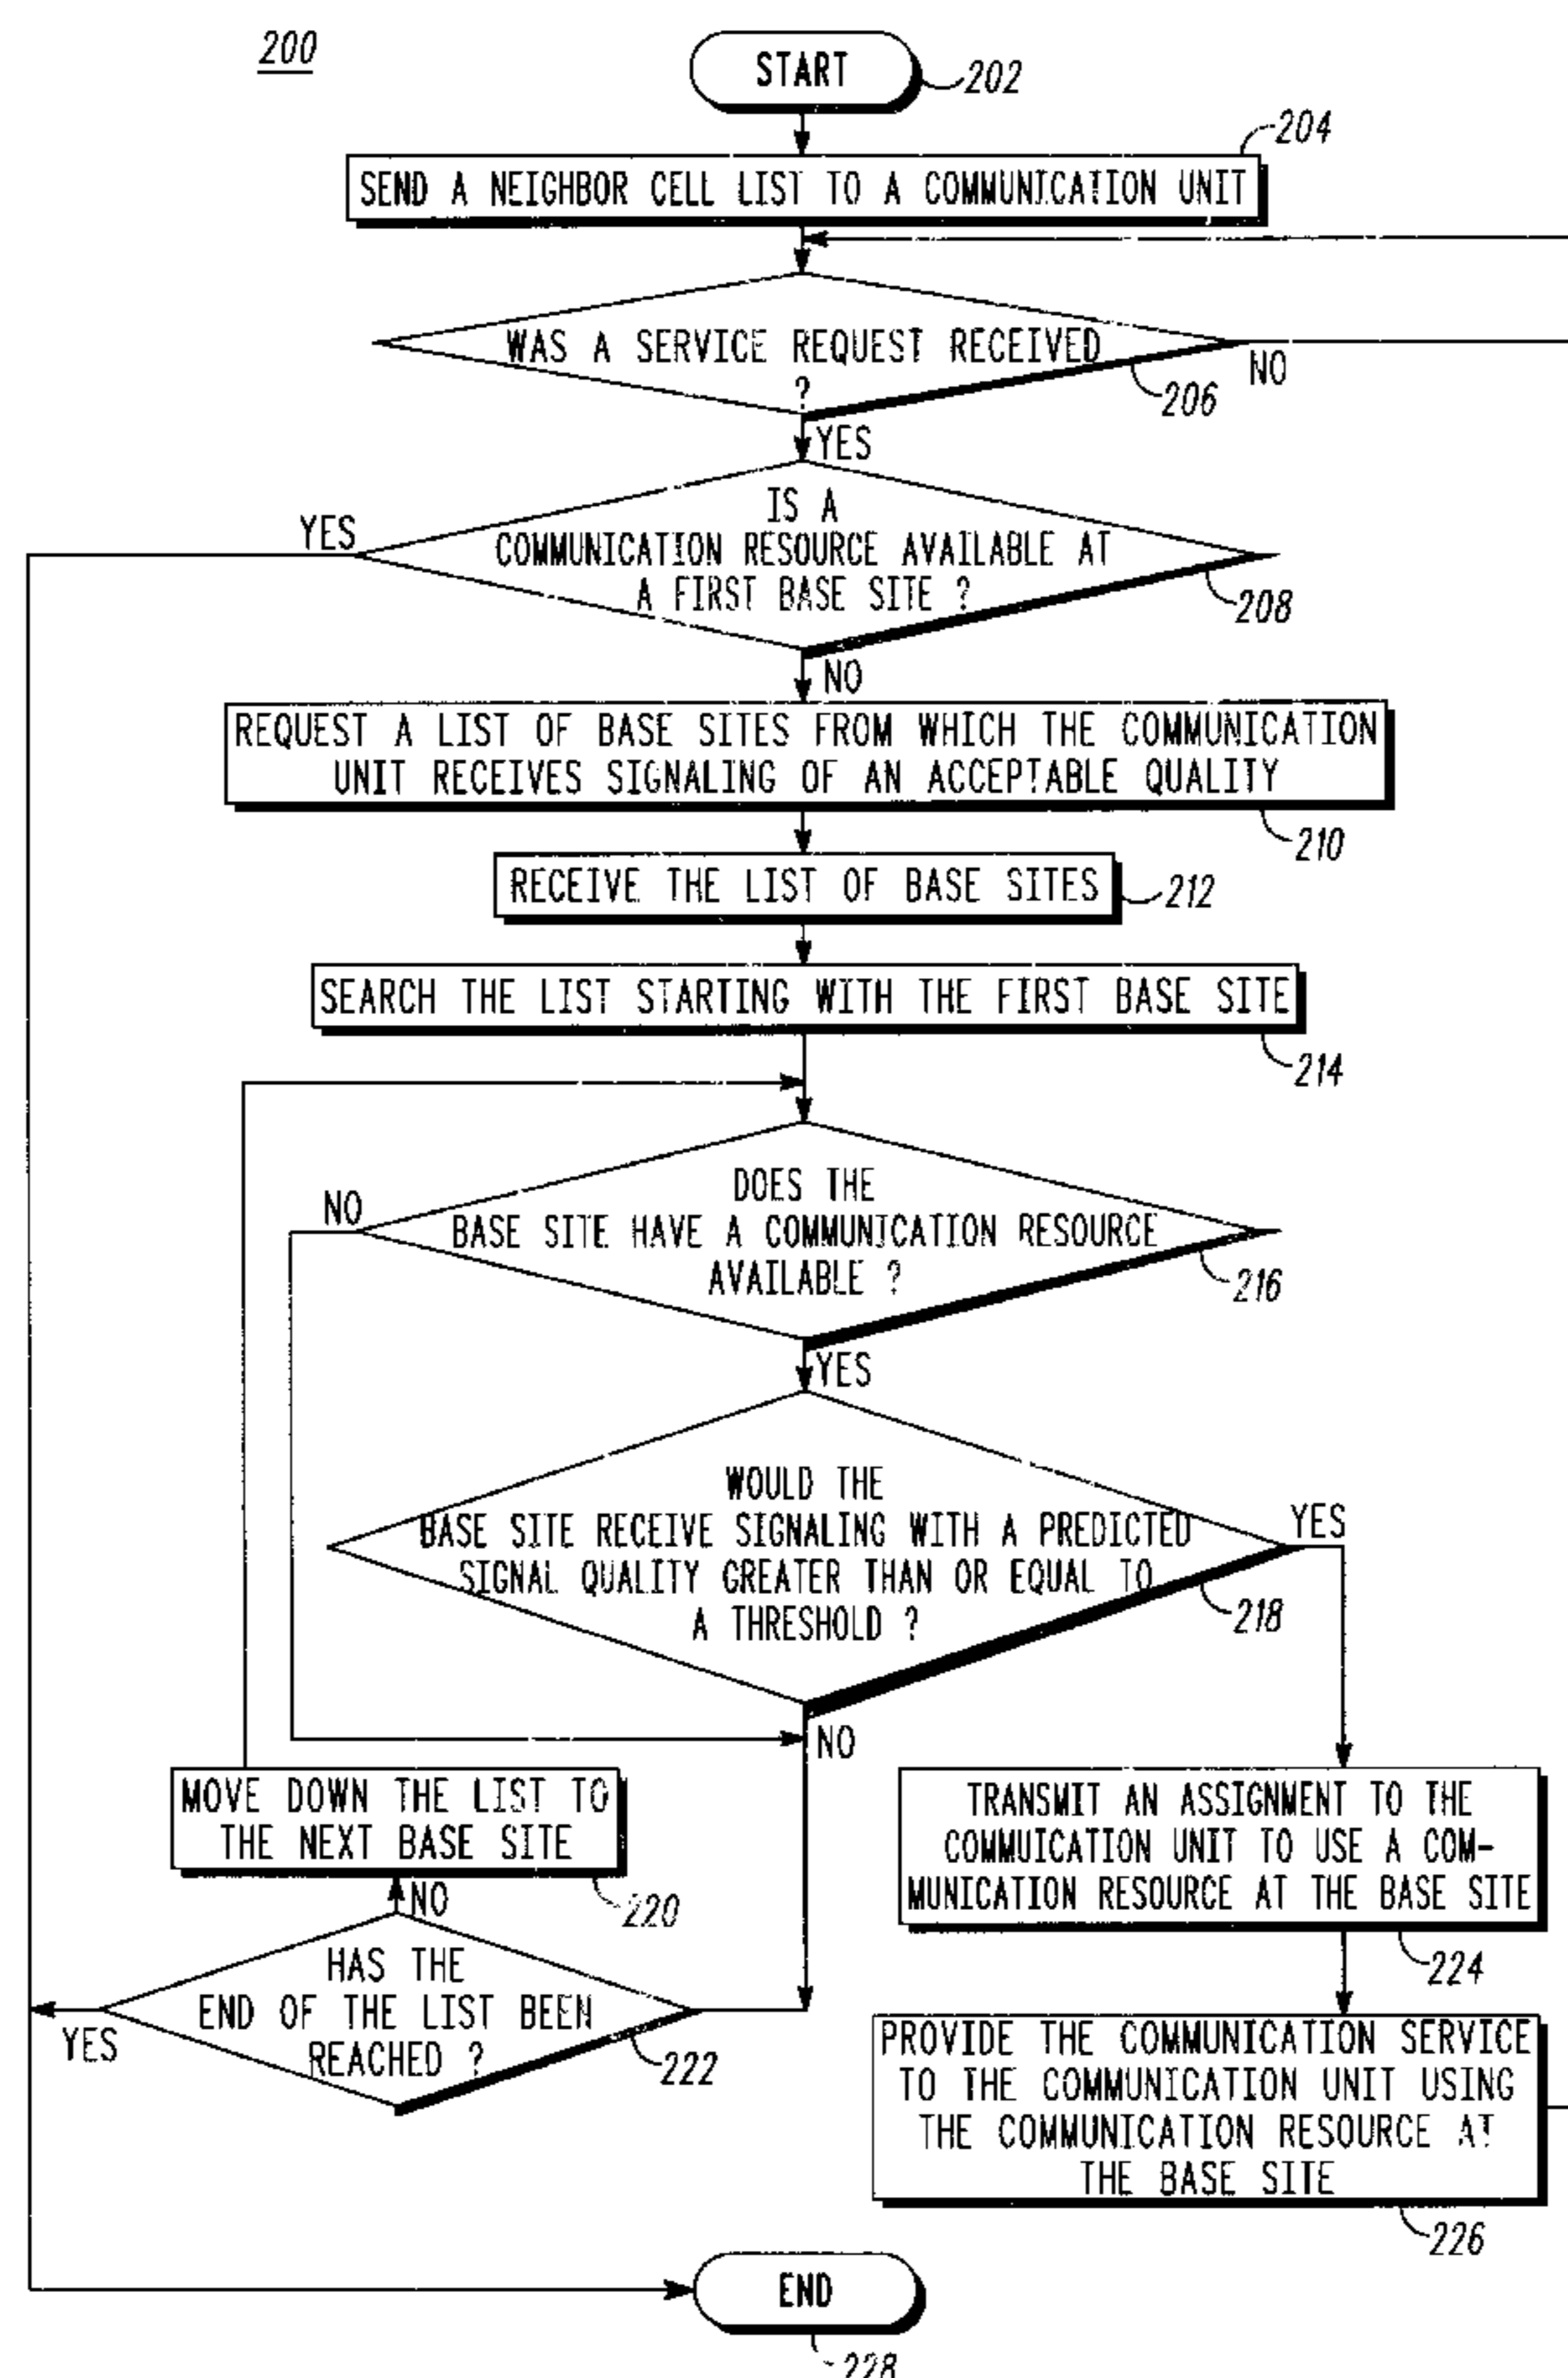 200
START
202
204
SEND A NEIGHBOR CELL LIST TO A COMMUNICATION UNIT
WAS A SERVICE REQUEST RECEIVED
?
206
NO
YES
IS A
COMMUNICATION RESOURCE AVAILABLE AT
A FIRST BASE SITE ?
YES
208
NO
REQUEST A LIST OF BASE SITES FROM WHICH THE COMMUNICATION
UNIT RECEIVES SIGNALING OF AN ACCEPTABLE QUALITY
210
RECEIVE THE LIST OF BASE SITES
212
SEARCH THE LIST STARTING WITH THE FIRST BASE SITE
214
DOES THE
BASE SITE HAVE A COMMUNICATION RESOURCE
AVAILABLE ?
NO
216
YES
WOULD THE
BASE SITE RECEIVE SIGNALING WITH A PREDICTED
SIGNAL QUALITY GREATER THAN OR EQUAL TO
A THRESHOLD ?
YES
218
NO
MOVE DOWN THE LIST TO
THE NEXT BASE SITE
220
NO
HAS THE
END OF THE LIST BEEN
REACHED ?
YES
222
TRANSMIT AN ASSIGNMENT TO THE
COMMUICATION UNIT TO USE A COM-
MUNICATION RESOURCE AT THE BASE SITE
224
PROVIDE THE COMMUNICATION SERVICE
TO THE COMMUNICATION UNIT USING
THE COMMUNICATION RESOURCE AT
THE BASE SITE
226
END
228